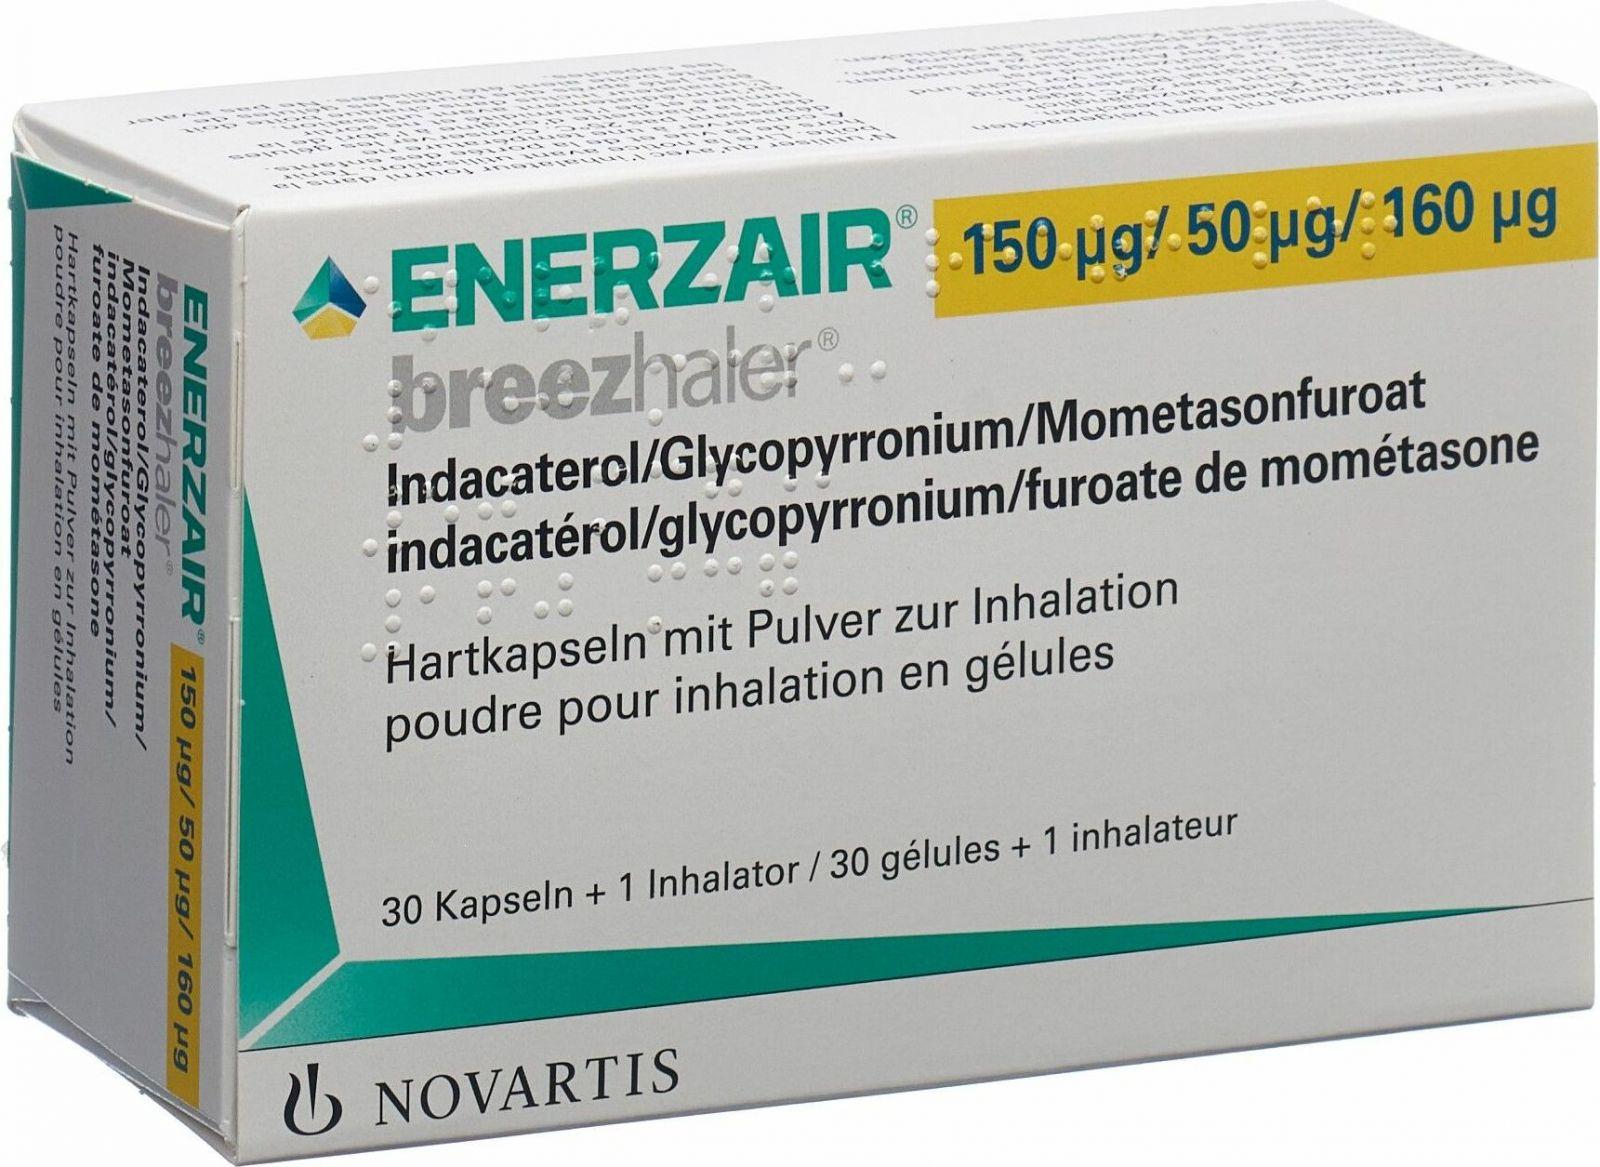 ENERZAIR®
150 µg/ 50 µg/ 160 µg
breezhaler®
Indacaterol/Glycopyrronium/Mometasonfuroat
indacatérol/glycopyrronium/furoate de mométasone
Hartkapseln mit Pulver zur Inhalation
poudre pour inhalation en gélules
30 Kapseln + 1 Inhalator / 30 gélules + 1 inhalateur
NOVARTIS
ENERZAIR®
150 µg/ 50 µg/ 160 µg
breezhaler®
Indacaterol/Glycopyrronium/
Mometasonfuroat
indacatérol/glycopyrronium/
furoate de mométasone
Hartkapseln mit Pulver zur Inhalation
poudre pour inhalation en gélules